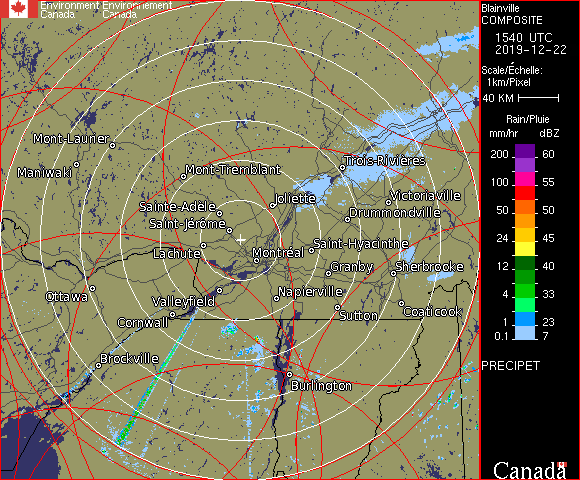 Environment Environnement
Canada Canada
Blainville
COMPOSITE
1540 UTC
2019-12-22
Scale/Échelle:
1km/Pixel
40 KM
Rain/Pluie
mm/hr dBZ
200 60
100 55
50 50
24 45
12 40
4 33
1 23
0.1 7
PRECIPET
Canada
Mont-Laurier
Maniwaki
Mont-Tremblant
Trois-Rivières
Joliette
Victoriaville
Sainte-Adèle
Drummondville
Saint-Jérôme
Lachute
Montréal
Saint-Hyacinthe
Granby
Sherbrooke
Ottawa
Valleyfield
Napierville
Cornwall
Sutton
Coaticook
Brockville
Burlington